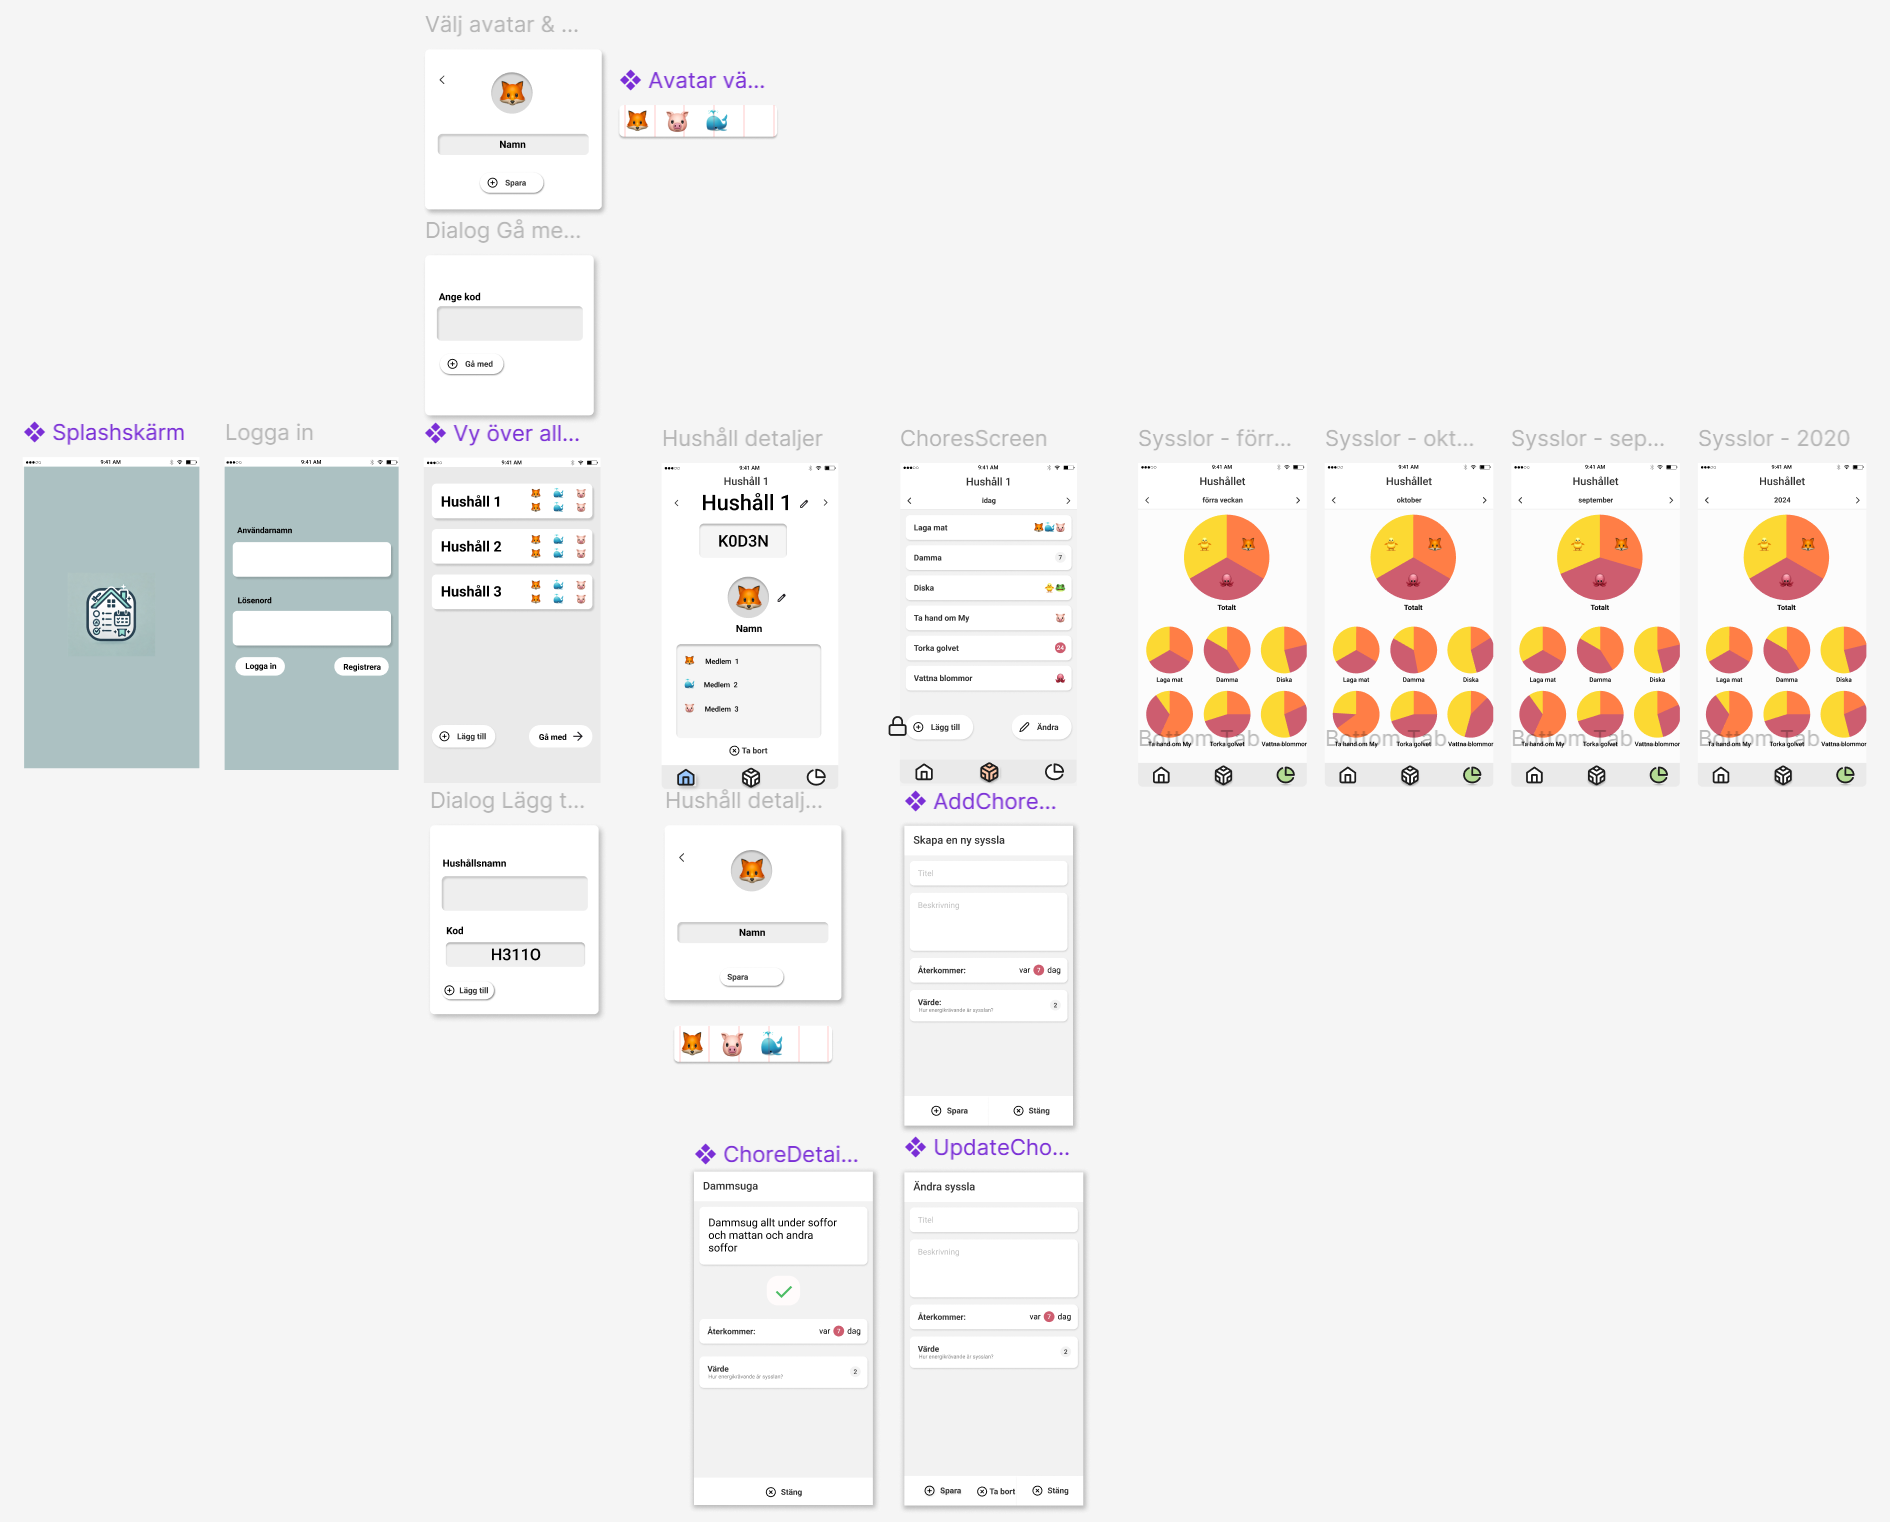 Välj avatar & ...
Namn
Spara
Avatar vä...
Dialog Gå me...
Ange kod
Gå med
Splashskärm
9:41 AM
Logga in
9:41 AM
Användarnamn
Lösenord
Logga in
Registrera
Vy över all...
9:41 AM
Hushåll 1
Hushåll 2
Hushåll 3
Lägg till
Gå med
Dialog Lägg t...
Hushållsnamn
Kod
H311O
Lägg till
Hushåll detaljer
9:41 AM
Hushåll 1
Hushåll 1
K0D3N
Namn
Medlem 1
Medlem 2
Medlem 3
Ta bort
Hushåll detalj...
Namn
Spara
ChoresScreen
9:41 AM
Hushåll 1
idag
Laga mat
Damma
7
Diska
Ta hand om My
Torka golvet
24
Vattna blommor
Lägg till
Ändra
AddChore...
Skapa en ny syssla
Titel
Beskrivning
Återkommer:
var 7 dag
Värde:
Hur energikrävande är sysslan?
2
Spara
Stäng
ChoreDetai...
Dammsuga
Dammsug allt under soffor
och mattan och andra
soffor
Återkommer:
var 7 dag
Värde
Hur energikrävande är sysslan?
2
Stäng
UpdateCho...
Ändra syssla
Titel
Beskrivning
Återkommer:
var 7 dag
Värde
Hur energikrävande är sysslan?
2
Spara
Ta bort
Stäng
Sysslor - förr...
9:41 AM
Hushållet
förra veckan
Totalt
Laga mat
Damma
Diska
Bottom Tab
Ta hand om My
Torka golvet
Vattna blommor
Sysslor - okt...
9:41 AM
Hushållet
oktober
Totalt
Laga mat
Damma
Diska
Bottom Tab
Ta hand om My
Torka golvet
Vattna blommor
Sysslor - sep...
9:41 AM
Hushållet
september
Totalt
Laga mat
Damma
Diska
Bottom Tab
Ta hand om My
Torka golvet
Vattna blommor
Sysslor - 2020
9:41 AM
Hushållet
2024
Totalt
Laga mat
Damma
Diska
Bottom Tab
Ta hand om My
Torka golvet
Vattna blommor